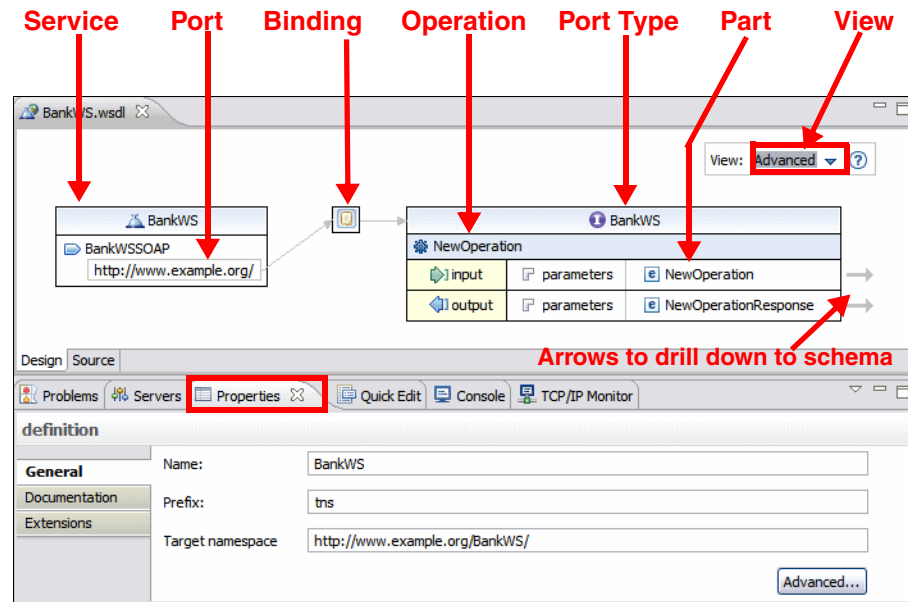 Service Port Binding Operation Port Type Part View
BankWS.wsdl
View: Advanced ?
BankWS
BankWSSOAP
http://www.example.org/
I BankWS
NewOperation
input parameters e NewOperation
output parameters e NewOperationResponse
Arrows to drill down to schema
Design Source
Problems Servers Properties Quick Edit Console TCP/IP Monitor
definition
General
Documentation
Extensions
Name: BankWS
Prefix: tns
Target namespace http://www.example.org/BankWS/
Advanced...